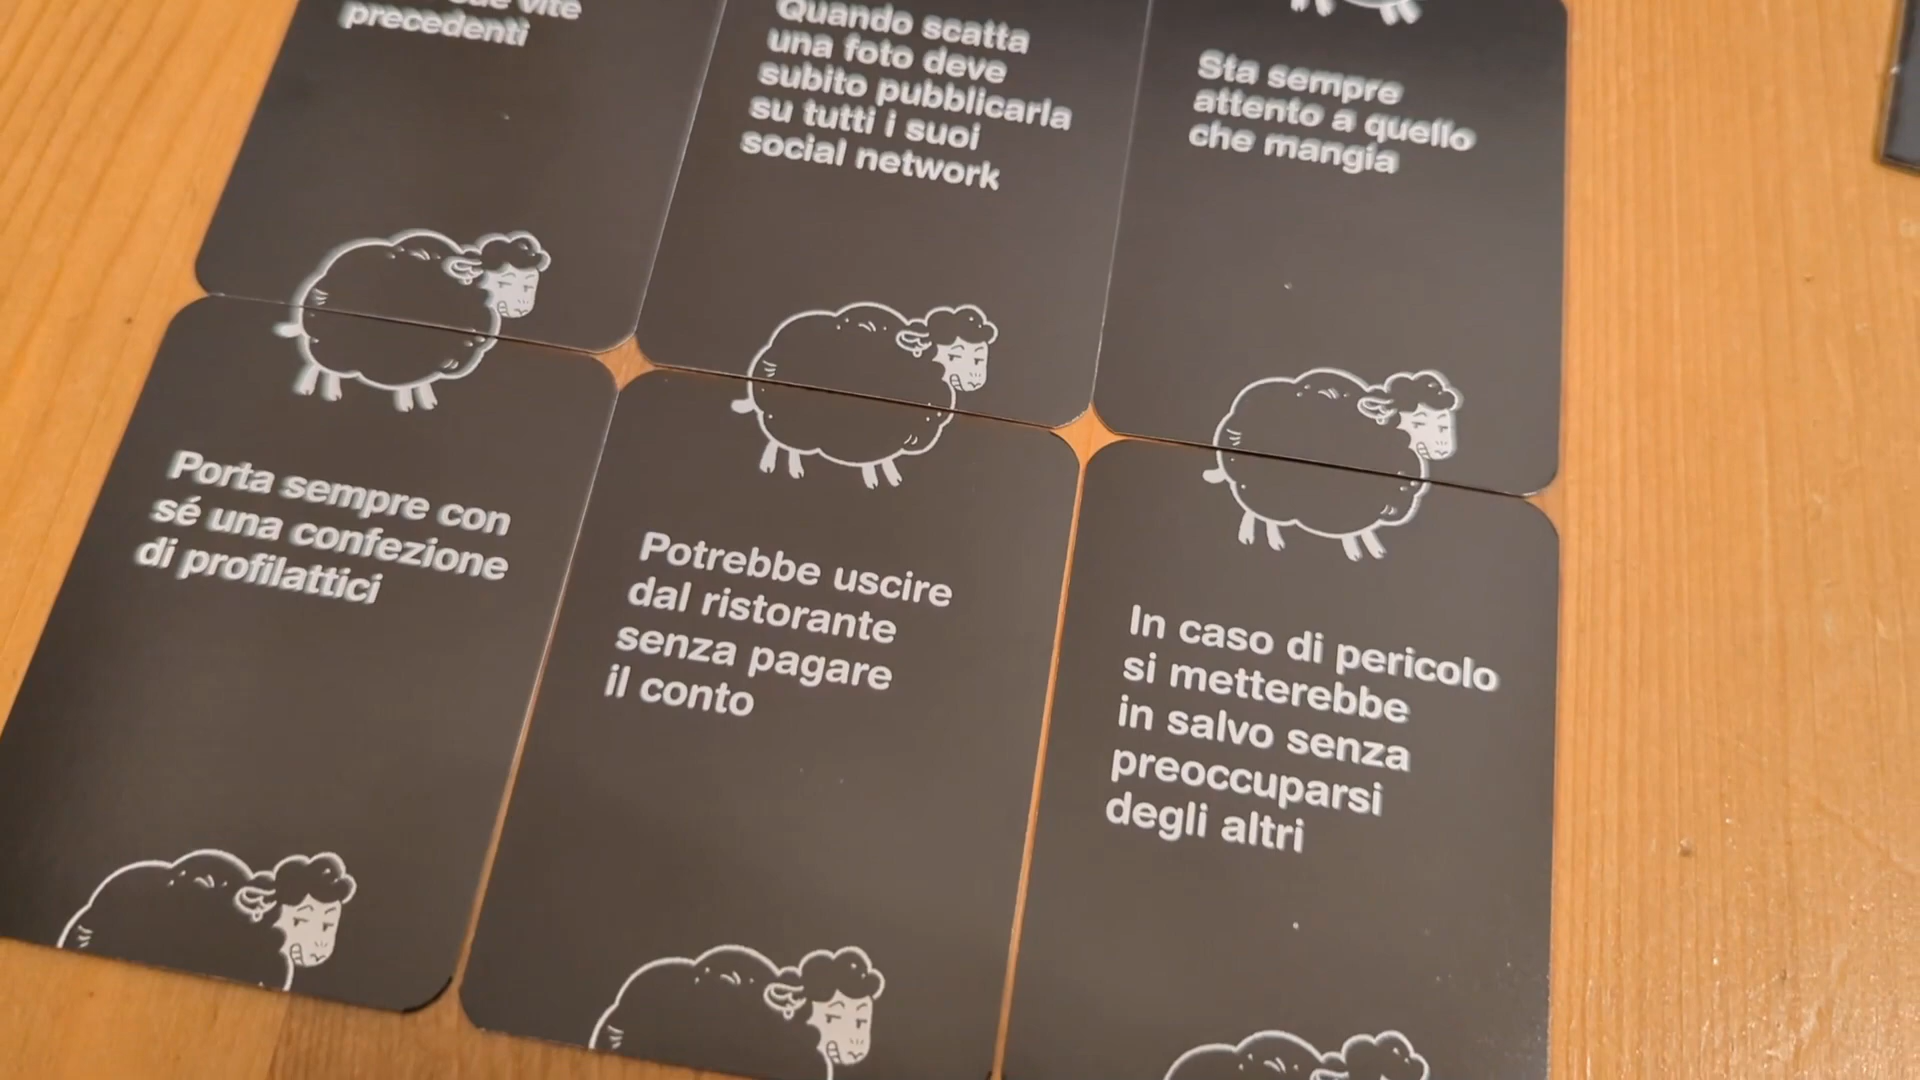 vite
precedenti
Quando scatta
una foto deve
subito pubblicarla
su tutti i suoi
social network
Sta sempre
attento a quello
che mangia
Porta sempre con
sé una confezione
di profilattici
Potrebbe uscire
dal ristorante
senza pagare
il conto
In caso di pericolo
si metterebbe
in salvo senza
preoccuparsi
degli altri